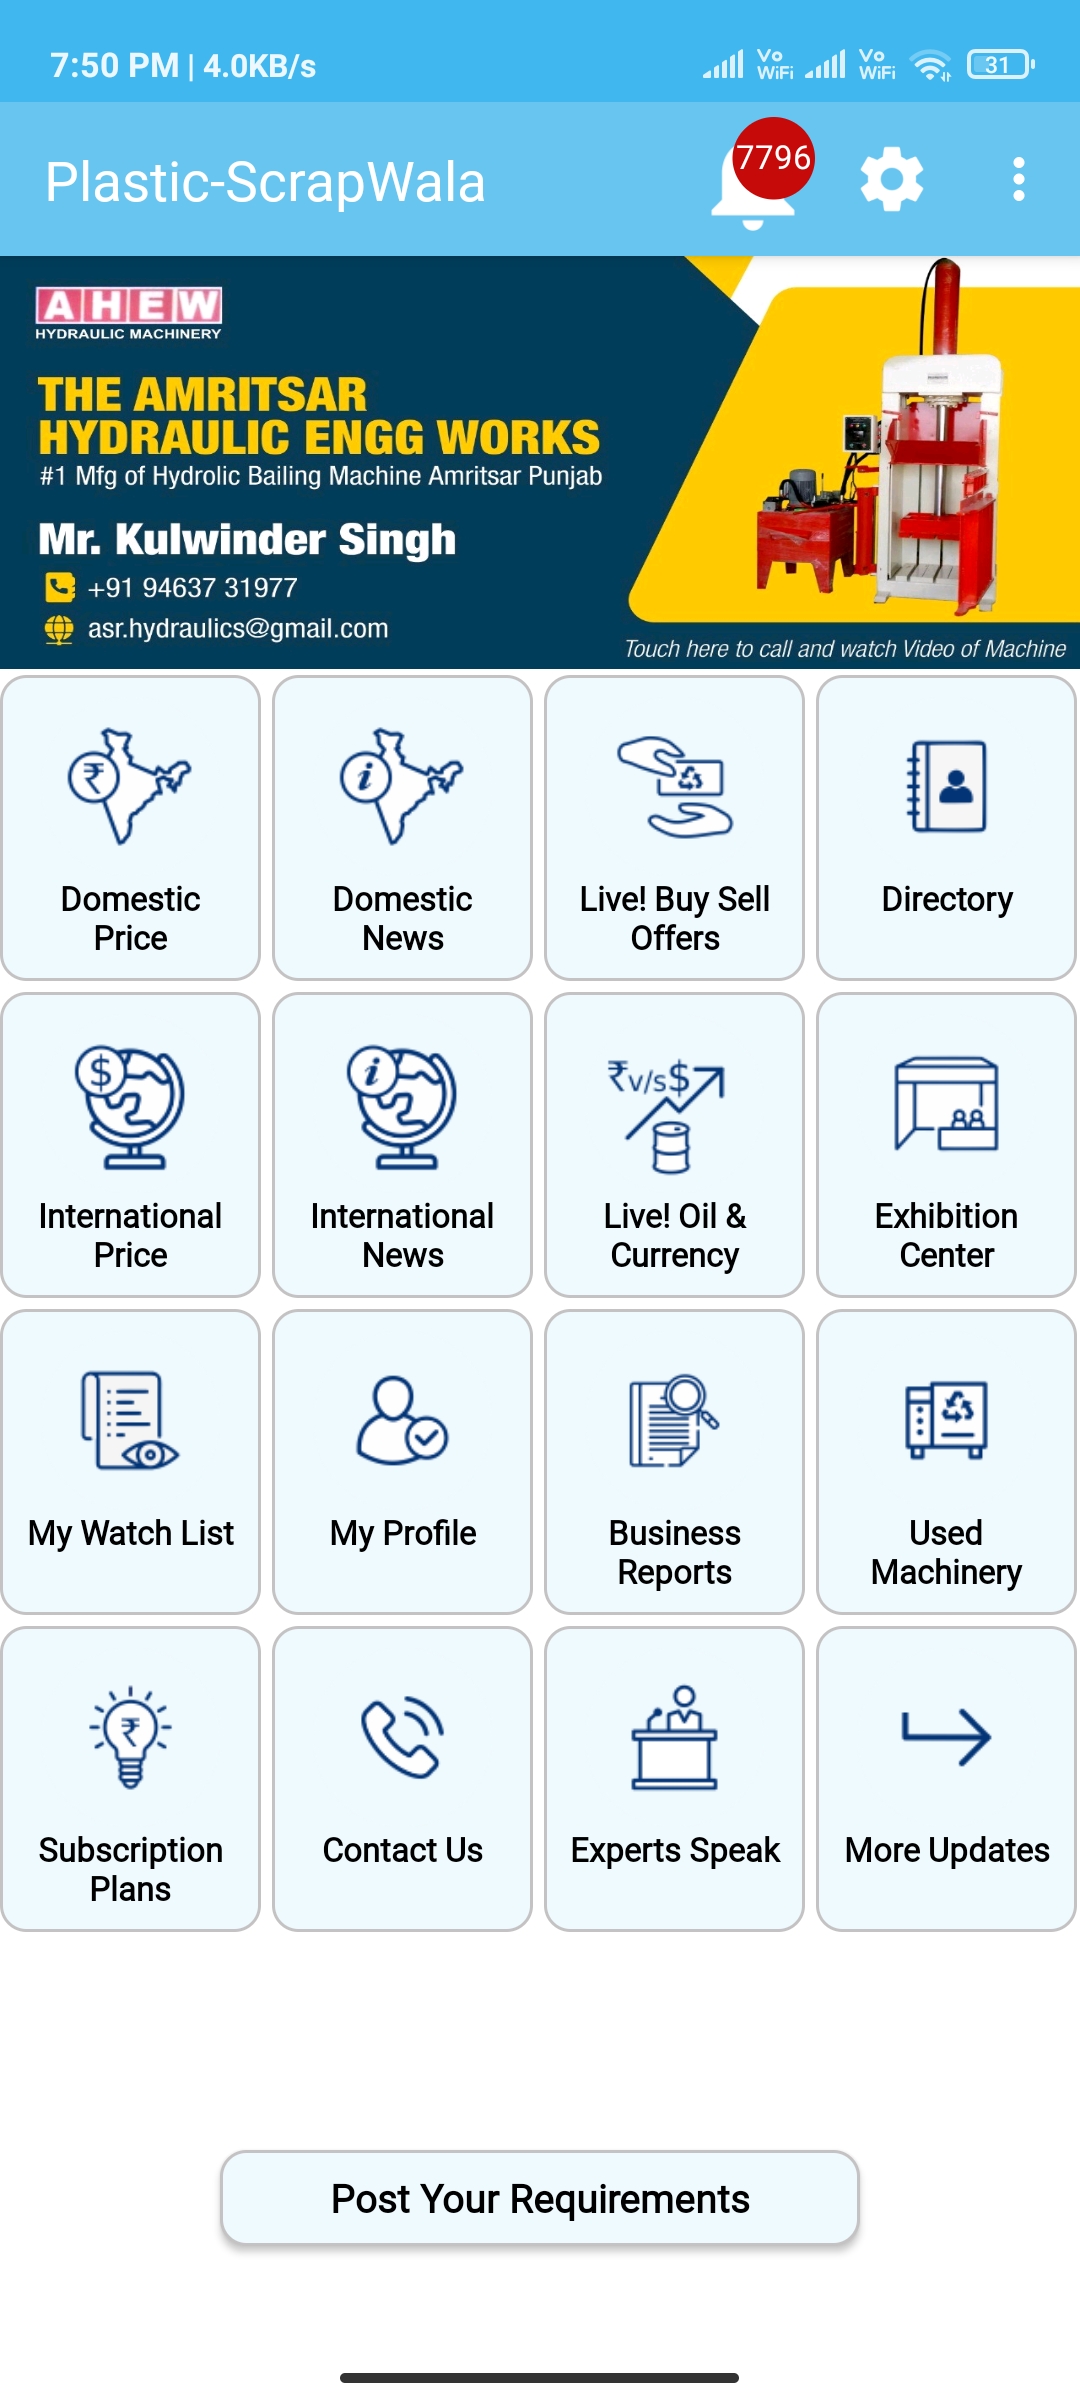 7:50 PM | 4.0KB/s
Vo WiFi
Vo WiFi
31
Plastic-ScrapWala
7796
AHEW
HYDRAULIC MACHINERY
THE AMRITSAR
HYDRAULIC ENGG WORKS
#1 Mfg of Hydrolic Bailing Machine Amritsar Punjab
Mr. Kulwinder Singh
+91 94637 31977
asr.hydraulics@gmail.com
Touch here to call and watch Video of Machine
₹
Domestic
Price
i
Domestic
News
Live! Buy Sell
Offers
Directory
$
International
Price
i
International
News
₹v/s$
Live! Oil &
Currency
Exhibition
Center
My Watch List
My Profile
Business
Reports
Used
Machinery
₹
Subscription
Plans
Contact Us
Experts Speak
More Updates
Post Your Requirements